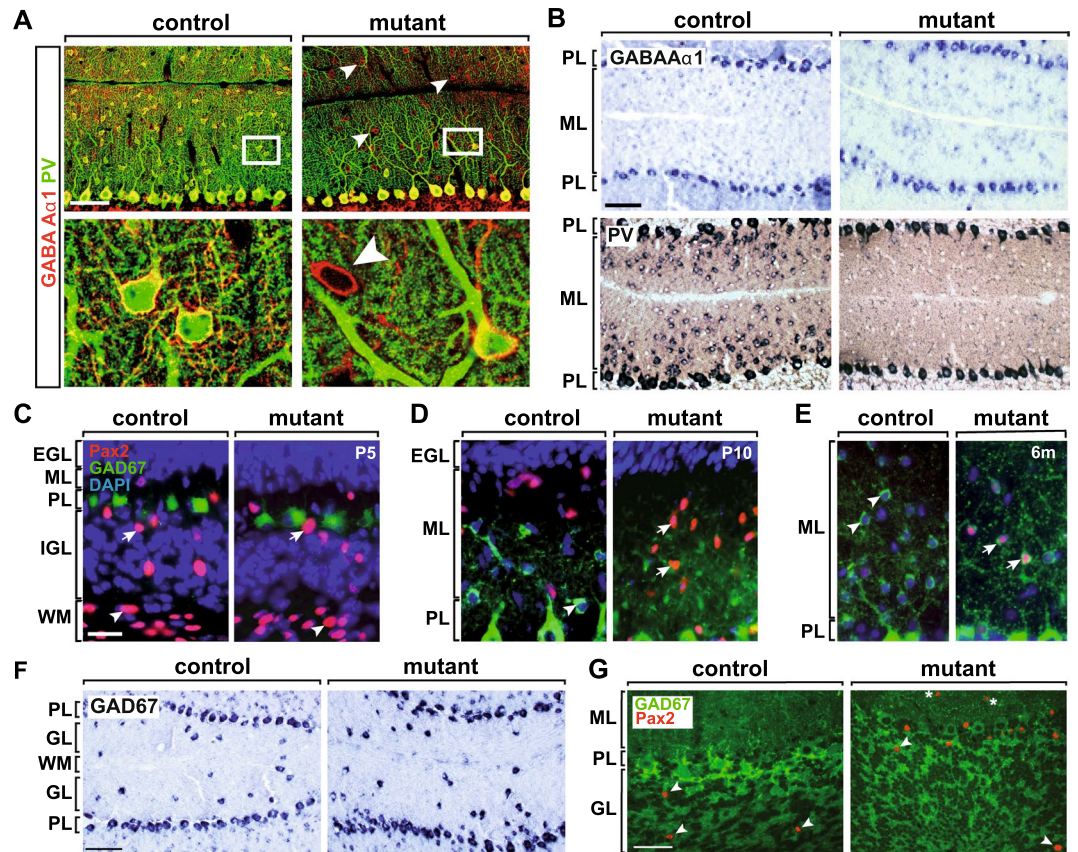 A
control
mutant
GABA Aα1 PV
B
control
mutant
PL
GABAAα1
ML
PL
PL
PV
ML
PL
C
control
mutant
EGL
ML
PL
IGL
WM
Pax2
GAD67
DAPI
P5
D
control
mutant
EGL
ML
PL
P10
E
control
mutant
ML
PL
6m
F
control
mutant
PL
GL
WM
GL
PL
GAD67
G
control
mutant
ML
PL
GL
GAD67
Pax2
*
*